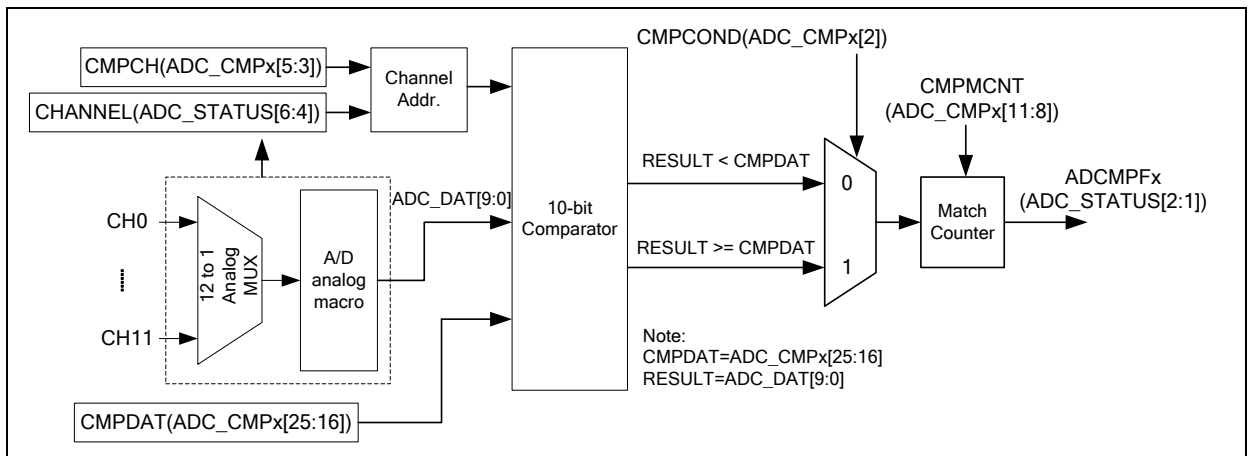 CMPCH(ADC_CMPx[5:3])
CHANNEL(ADC_STATUS[6:4])
Channel
Addr.
CH0
CH11
12 to 1
Analog
MUX
A/D
analog
macro
ADC_DAT[9:0]
CMPDAT(ADC_CMPx[25:16])
10-bit
Comparator
CMPCOND(ADC_CMPx[2])
RESULT < CMPDAT
RESULT >= CMPDAT
0
1
CMPMCNT
(ADC_CMPx[11:8])
Match
Counter
ADCMPFx
(ADC_STATUS[2:1])
Note:
CMPDAT=ADC_CMPx[25:16]
RESULT=ADC_DAT[9:0]